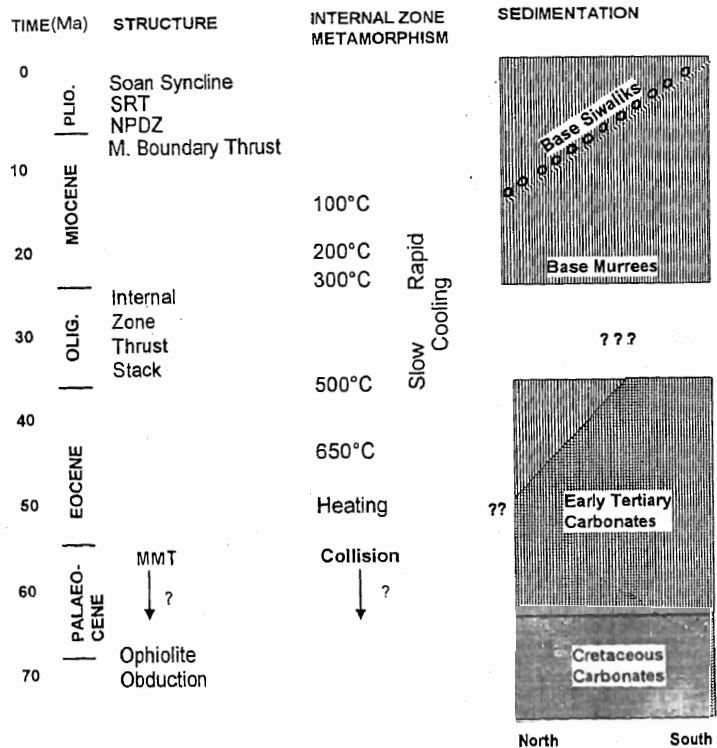 TIME(Ma)
STRUCTURE
INTERNAL ZONE
METAMORPHISM
SEDIMENTATION
0
10
20
30
40
50
60
70
PLIO.
MIOCENE
OLIG.
EOCENE
PALAEO-
CENE
Soan Syncline
SRT
NPDZ
M. Boundary Thrust
Internal
Zone
Thrust
Stack
MMT
?
Ophiolite
Obduction
100°C
200°C
300°C
500°C
650°C
Heating
Collision
?
Slow Rapid
Cooling
Base Siwaliks
Base Murrees
???
??
Early Tertiary
Carbonates
Cretaceous
Carbonates
North South